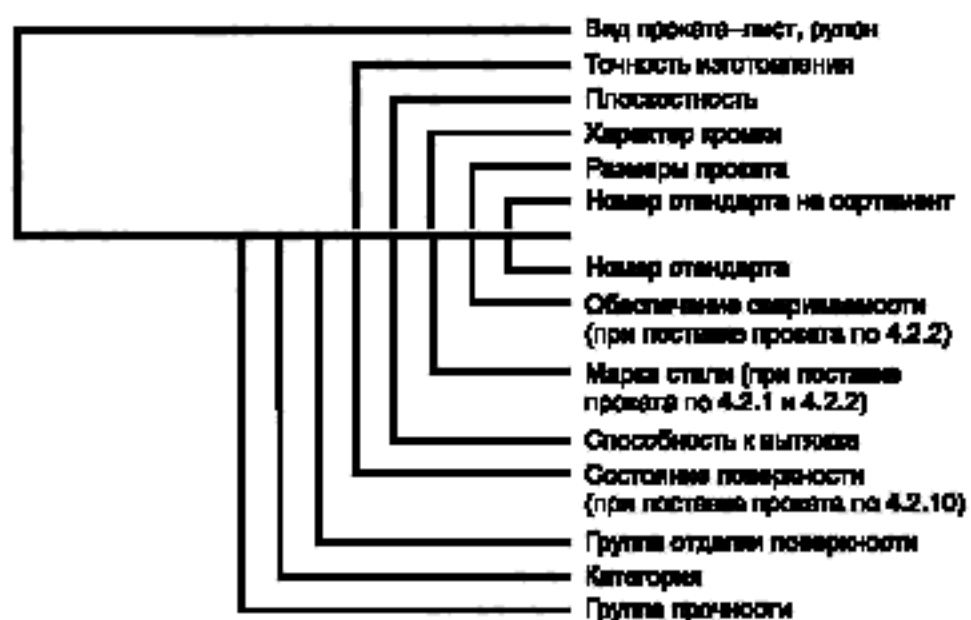 Вид проката–лист, рулон
Точность изготовления
Плоскостность
Характер кромки
Размеры проката
Номер стандарта на сортамент
Номер стандарта
Обеспечение свариваемости
(при поставке проката по 4.2.2)
Марка стали (при поставке
проката по 4.2.1 и 4.2.2)
Способность к вытяжке
Состояние поверхности
(при поставке проката по 4.2.10)
Группа отделки поверхности
Категория
Группа прочности